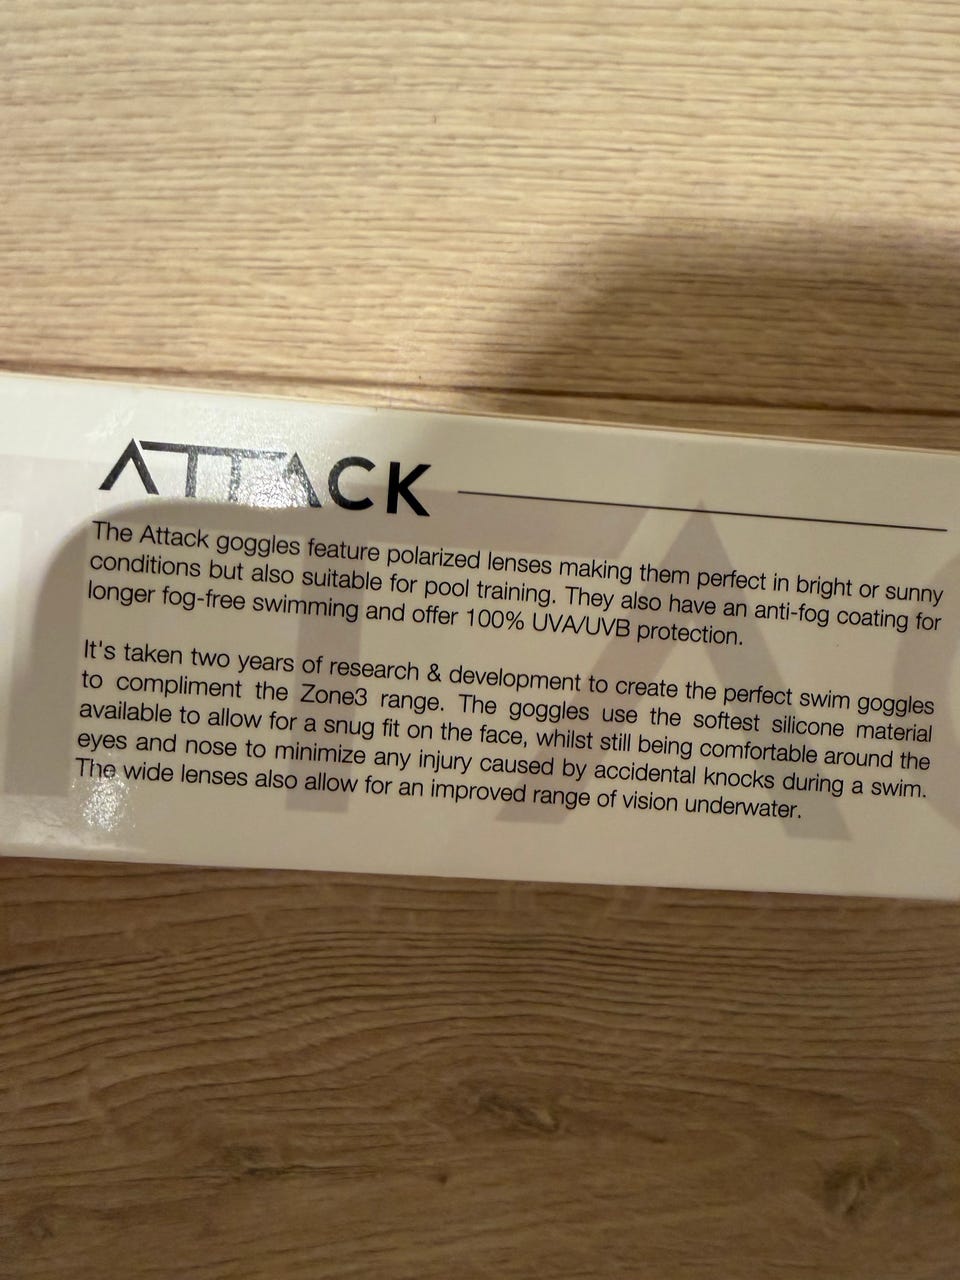 ATTACK
The Attack goggles feature polarized lenses making them perfect in bright or sunny
conditions but also suitable for pool training. They also have an anti-fog coating for
longer fog-free swimming and offer 100% UVA/UVB protection.
It's taken two years of research & development to create the perfect swim goggles
to compliment the Zone3 range. The goggles use the softest silicone material
available to allow for a snug fit on the face, whilst still being comfortable around the
eyes and nose to minimize any injury caused by accidental knocks during a swim.
The wide lenses also allow for an improved range of vision underwater.